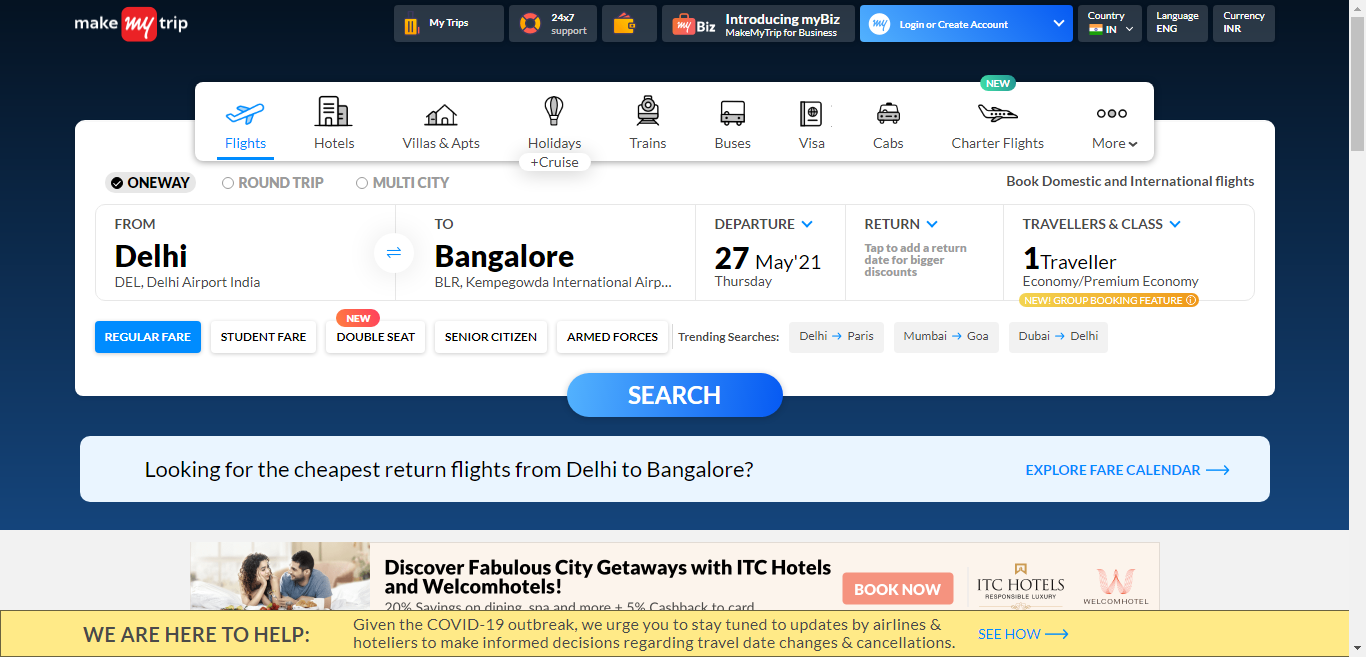 make my trip
My Trips
24x7
support
my Biz
Introducing myBiz
MakeMyTrip for Business
my
Login or Create Account
Country
IN
Language
ENG
Currency
INR
NEW
Flights
Hotels
Villas & Apts
Holidays
Trains
Buses
Visa
Cabs
Charter Flights
More
+Cruise
ONEWAY
ROUND TRIP
MULTI CITY
Book Domestic and International flights
FROM
Delhi
DEL, Delhi Airport India
TO
Bangalore
BLR, Kempegowda International Airp...
DEPARTURE
27 May'21
Thursday
RETURN
Tap to add a return
date for bigger
discounts
TRAVELLERS & CLASS
1 Traveller
Economy/Premium Economy
NEW! GROUP BOOKING FEATURE
NEW
REGULAR FARE
STUDENT FARE
DOUBLE SEAT
SENIOR CITIZEN
ARMED FORCES
Trending Searches:
Delhi → Paris
Mumbai → Goa
Dubai → Delhi
SEARCH
Looking for the cheapest return flights from Delhi to Bangalore?
EXPLORE FARE CALENDAR
Discover Fabulous City Getaways with ITC Hotels
and Welcomhotels!
20% Savings on dining, spa and more + 5% Cashback to card
BOOK NOW
ITC HOTELS
RESPONSIBLE LUXURY
WELCOMHOTEL
WE ARE HERE TO HELP:
Given the COVID-19 outbreak, we urge you to stay tuned to updates by airlines &
hoteliers to make informed decisions regarding travel date changes & cancellations.
SEE HOW